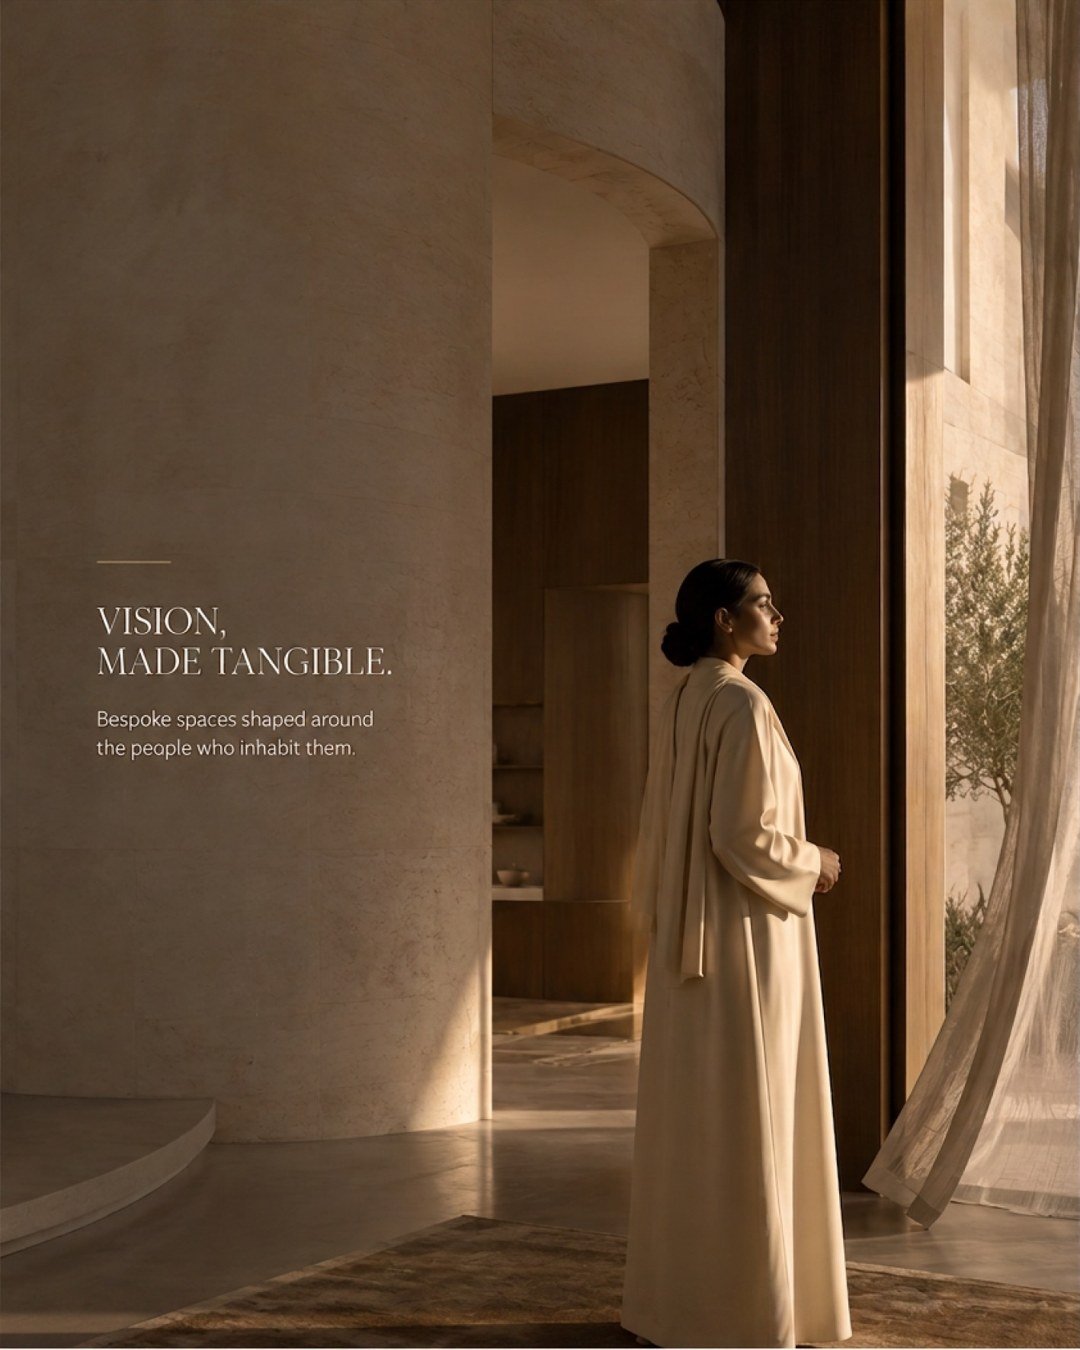 VISION,
MADE TANGIBLE.
Bespoke spaces shaped around
the people who inhabit them.